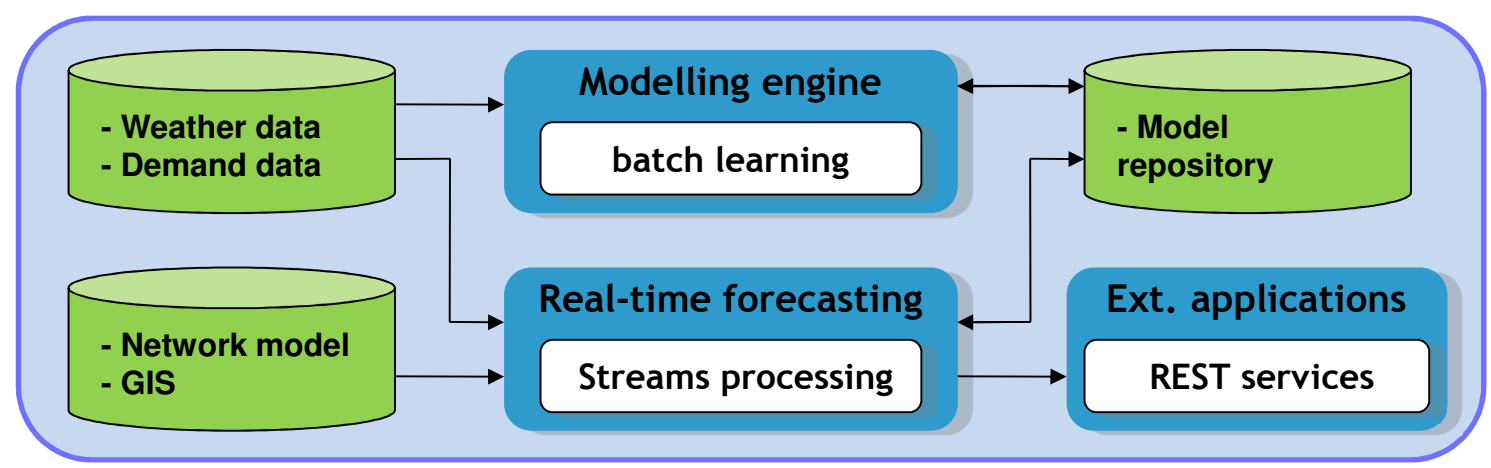 - Weather data
- Demand data
Modelling engine
batch learning
- Model
repository
- Network model
- GIS
Real-time forecasting
Streams processing
Ext. applications
REST services